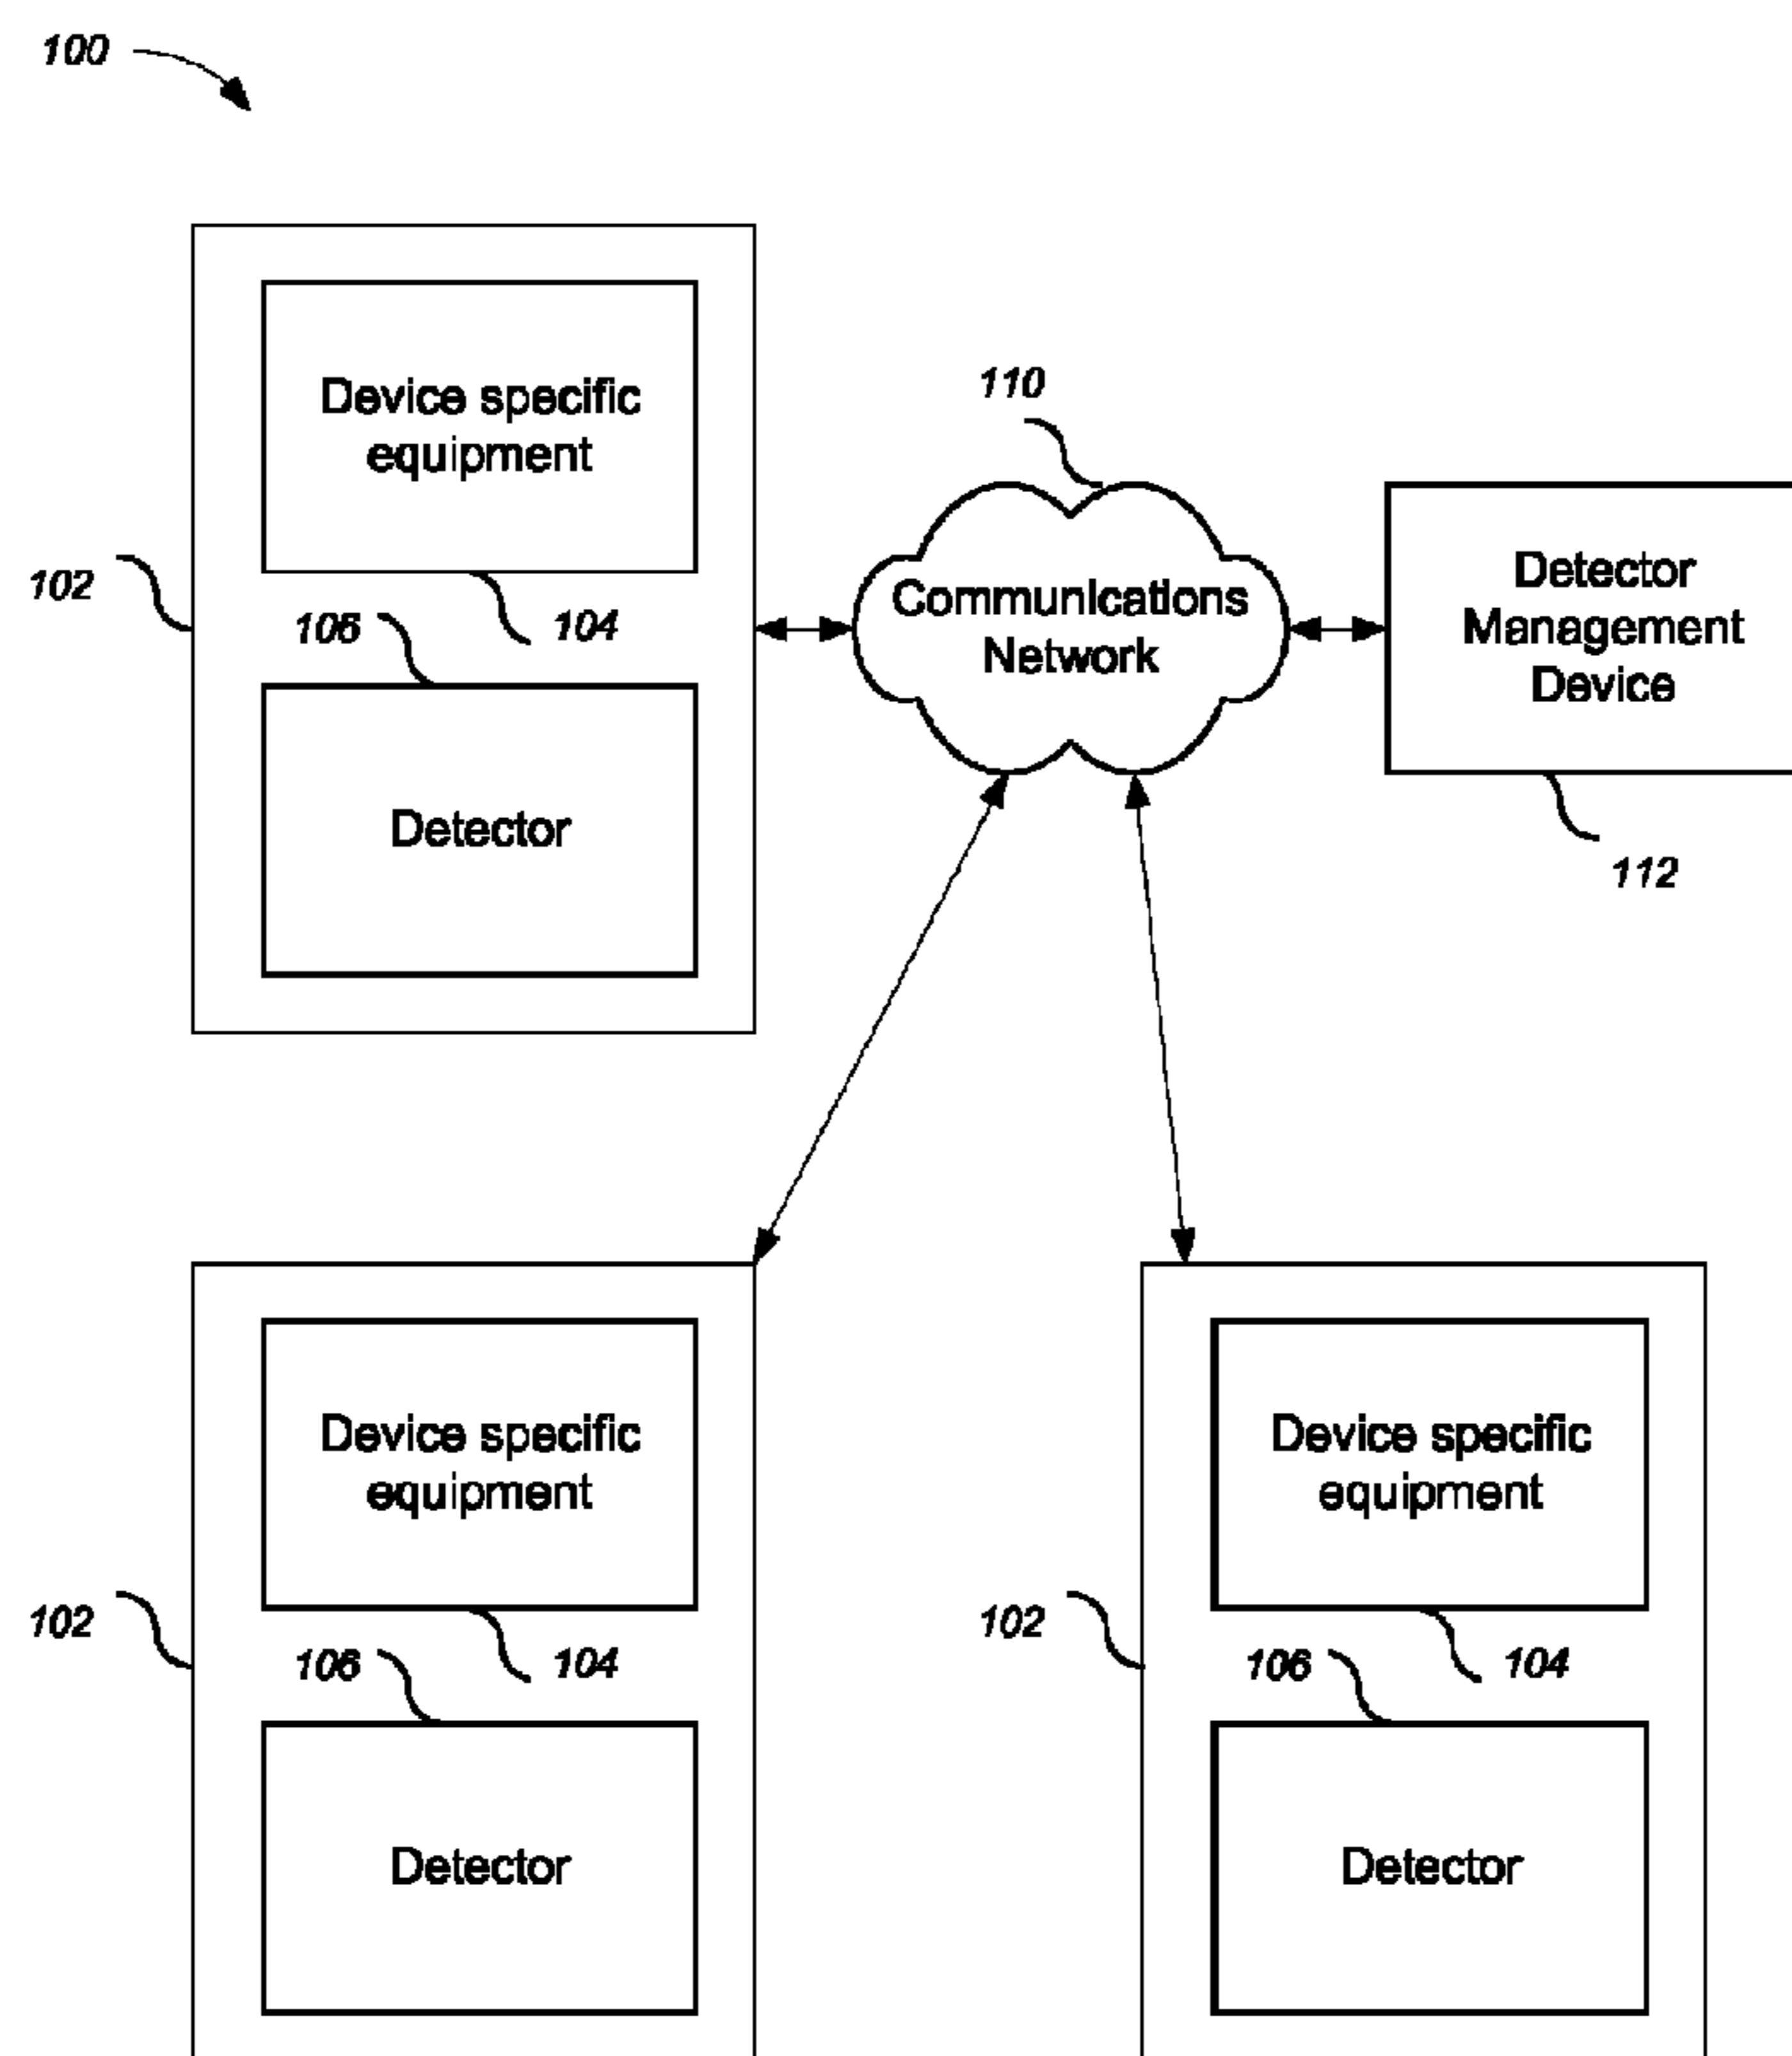 100
Device specific
equipment
102
106
104
Detector
110
Communications
Network
Detector
Management
Device
112
Device specific
equipment
102
106
104
Detector
Device specific
equipment
102
106
104
Detector